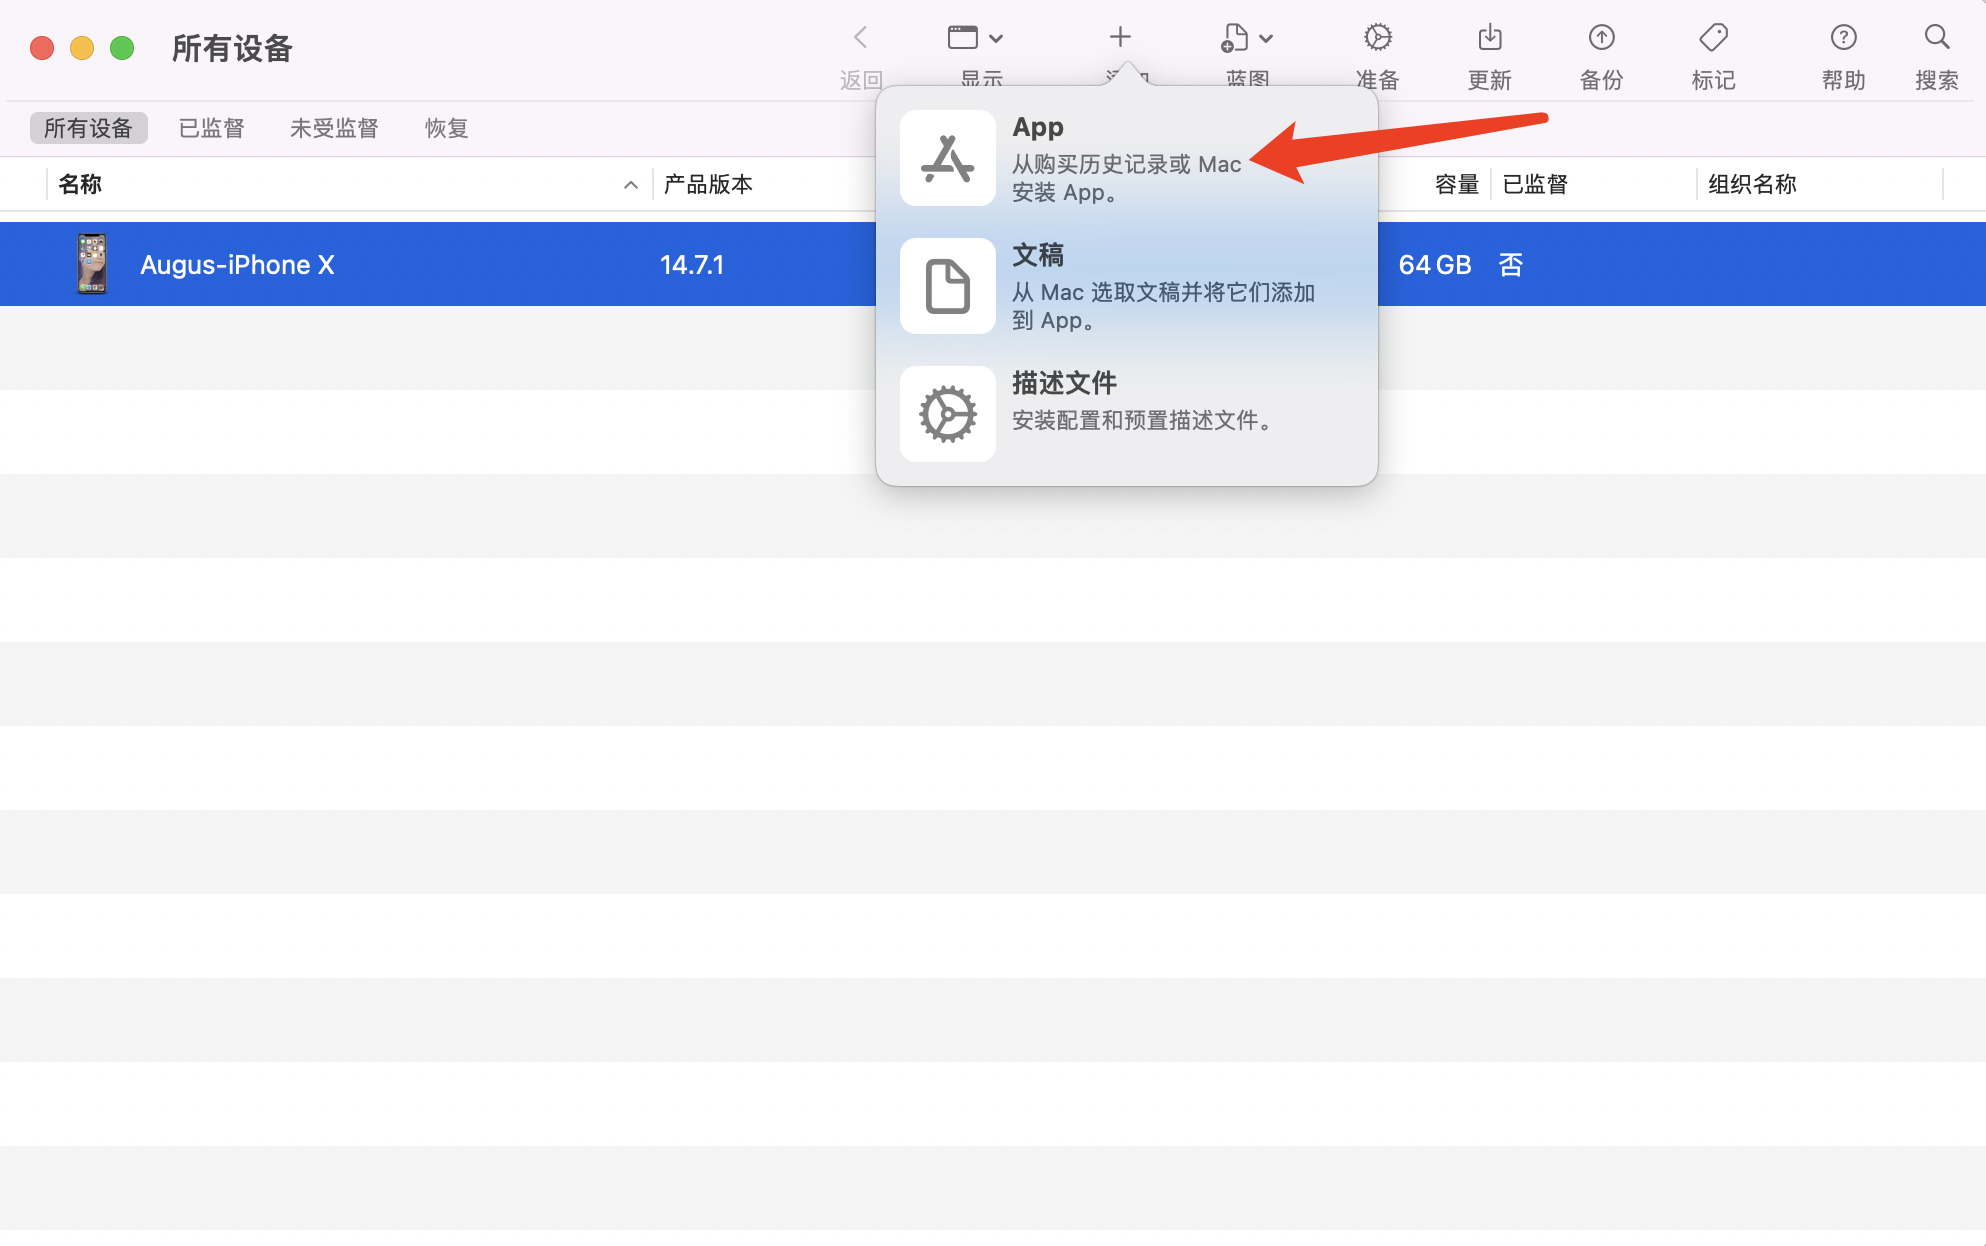 所有设备
返回
显示
蓝图
准备
更新
备份
标记
帮助
搜索
所有设备
已监督
未受监督
恢复
名称
产品版本
容量
已监督
组织名称
Augus-iPhone X
14.7.1
64 GB
否
App
从购买历史记录或 Mac
安装 App。
文稿
从 Mac 选取文稿并将它们添加
到 App。
描述文件
安装配置和预置描述文件。